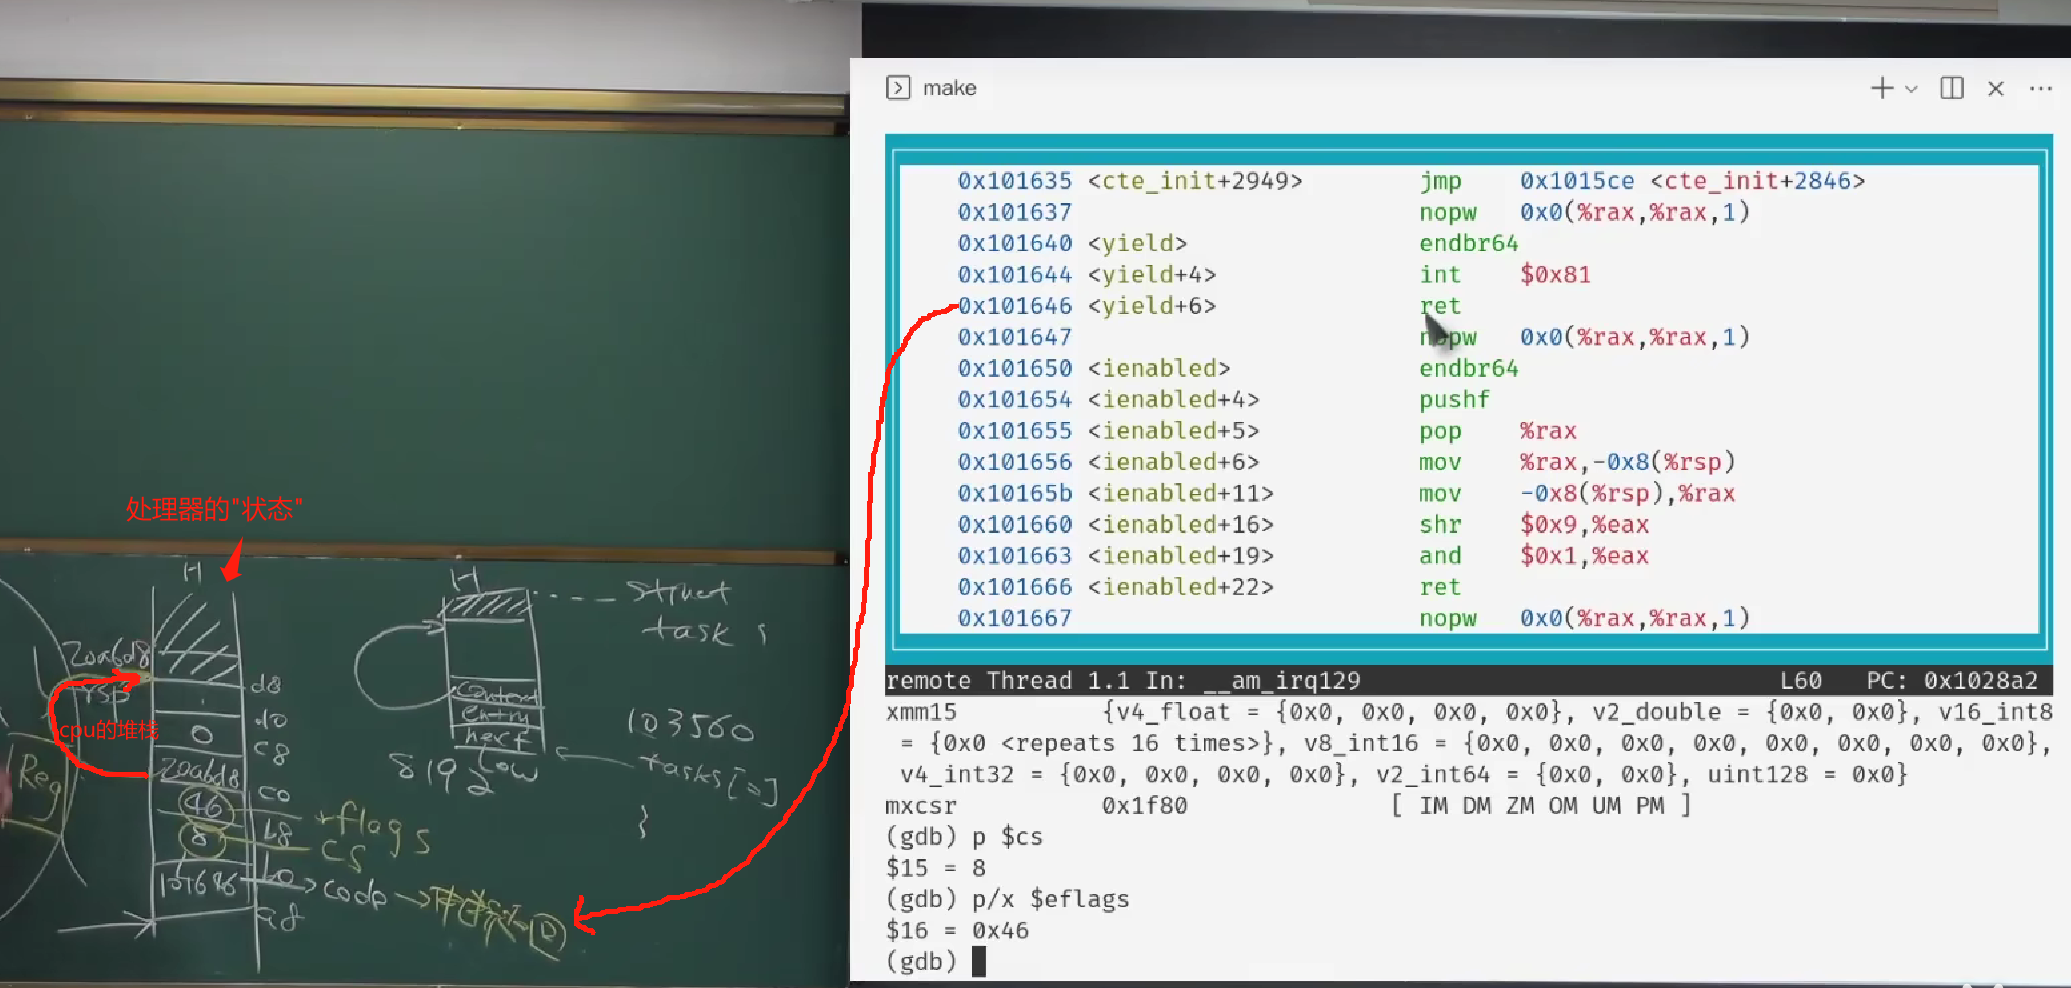 make
0x101635 <cte_init+2949> jmp 0x1015ce <cte_init+2846>
0x101637 nopw 0x0(%rax,%rax,1)
0x101640 <yield> endbr64
0x101644 <yield+4> int $0x81
0x101646 <yield+6> ret
0x101647 nopw 0x0(%rax,%rax,1)
0x101650 <ienabled> endbr64
0x101654 <ienabled+4> pushf
0x101655 <ienabled+5> pop %rax
0x101656 <ienabled+6> mov %rax,-0x8(%rsp)
0x10165b <ienabled+11> mov -0x8(%rsp),%rax
0x101660 <ienabled+16> shr $0x9,%eax
0x101663 <ienabled+19> and $0x1,%eax
0x101666 <ienabled+22> ret
0x101667 nopw 0x0(%rax,%rax,1)
remote Thread 1.1 In: __am_irq129 L60 PC: 0x1028a2
xmm15 {v4_float = {0x0, 0x0, 0x0, 0x0}, v2_double = {0x0, 0x0}, v16_int8
= {0x0 <repeats 16 times>}, v8_int16 = {0x0, 0x0, 0x0, 0x0, 0x0, 0x0, 0x0, 0x0},
v4_int32 = {0x0, 0x0, 0x0, 0x0}, v2_int64 = {0x0, 0x0}, uint128 = 0x0}
mxcsr 0x1f80 [ IM DM ZM OM UM PM ]
(gdb) p $cs
$15 = 8
(gdb) p/x $eflags
$16 = 0x46
(gdb)
处理器的"状态"
H
20a6d8
rsp
cpu的堆栈
Reg
d8
d0
0
c8
20a6d8
c0
46
b8
flags
8
cs
b0
101646
code
a8
H
struct
task {
context
entry
next
Low
8192
103560
tasks[0]
}